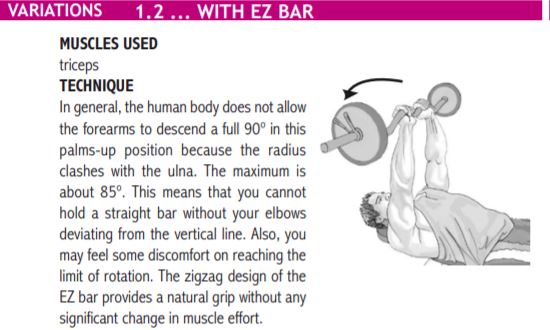 VARIATIONS 1.2 ... WITH EZ BAR
MUSCLES USED
triceps
TECHNIQUE
In general, the human body does not allow
the forearms to descend a full 90º in this
palms-up position because the radius
clashes with the ulna. The maximum is
about 85º. This means that you cannot
hold a straight bar without your elbows
deviating from the vertical line. Also, you
may feel some discomfort on reaching the
limit of rotation. The zigzag design of the
EZ bar provides a natural grip without any
significant change in muscle effort.